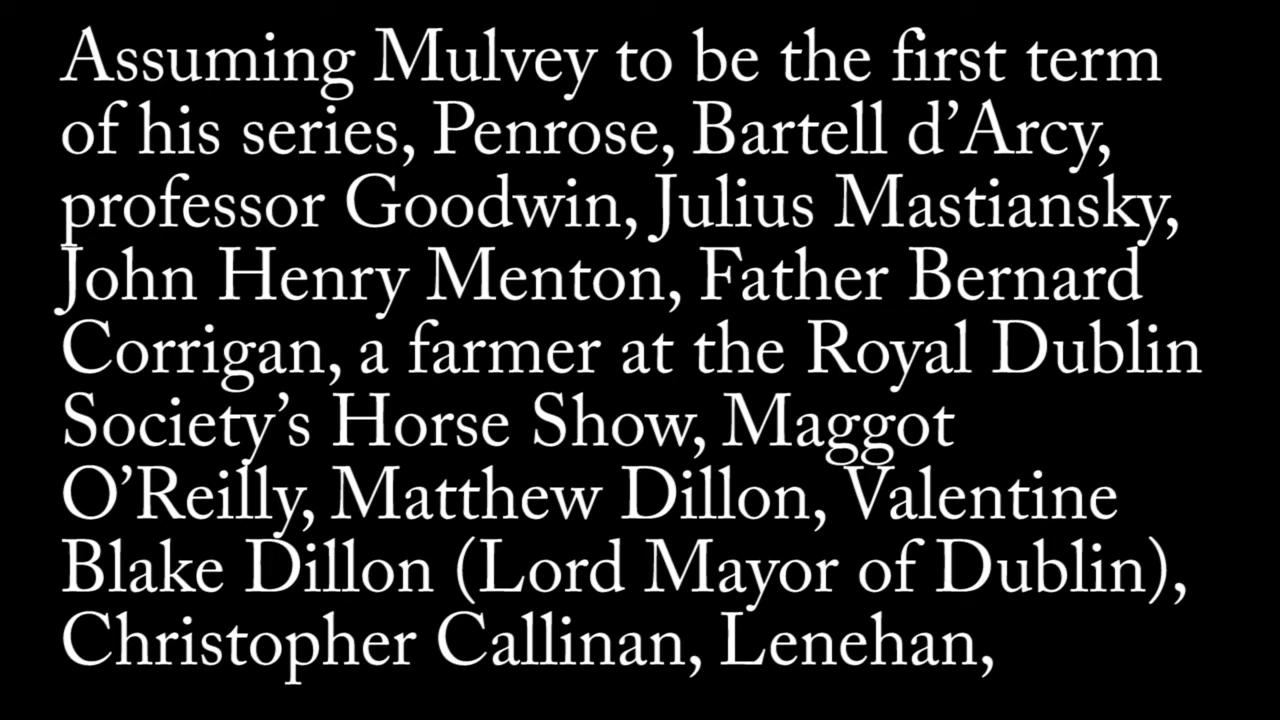 Assuming Mulvey to be the first term
of his series, Penrose, Bartell d’Arcy,
professor Goodwin, Julius Mastiansky,
John Henry Menton, Father Bernard
Corrigan, a farmer at the Royal Dublin
Society’s Horse Show, Maggot
O’Reilly, Matthew Dillon, Valentine
Blake Dillon (Lord Mayor of Dublin),
Christopher Callinan, Lenehan,